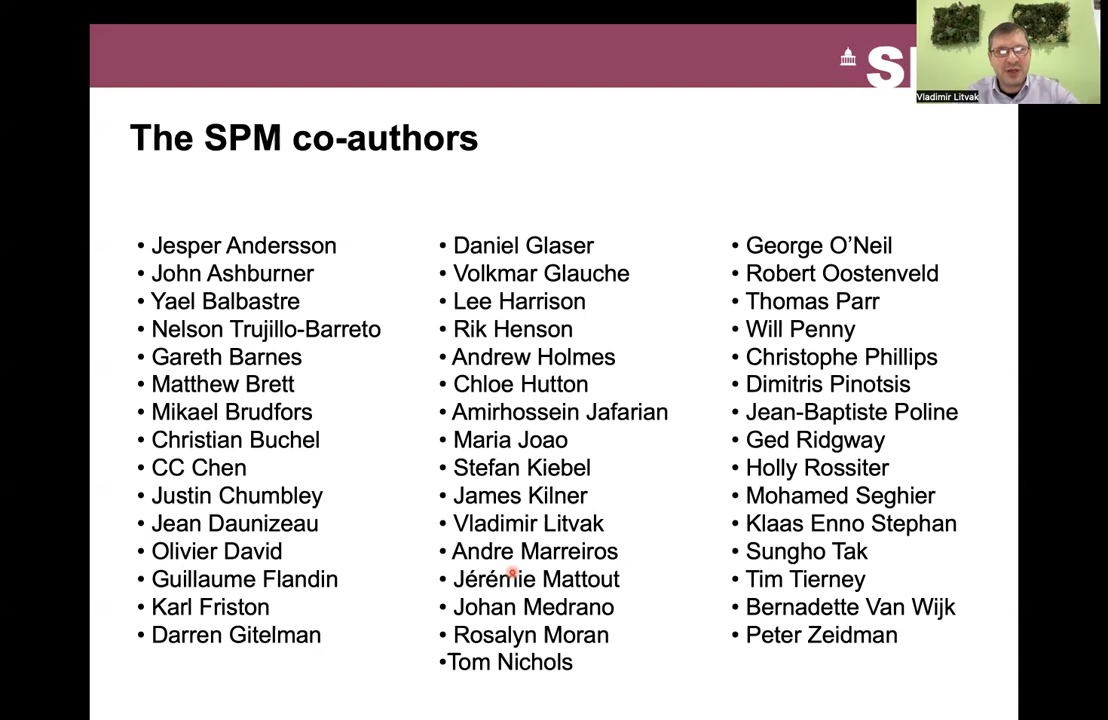 S
Vladimir Litvak
The SPM co-authors
• Jesper Andersson
• John Ashburner
• Yael Balbastre
• Nelson Trujillo-Barreto
• Gareth Barnes
• Matthew Brett
• Mikael Brudfors
• Christian Buchel
• CC Chen
• Justin Chumbley
• Jean Daunizeau
• Olivier David
• Guillaume Flandin
• Karl Friston
• Darren Gitelman
• Daniel Glaser
• Volkmar Glauche
• Lee Harrison
• Rik Henson
• Andrew Holmes
• Chloe Hutton
• Amirhossein Jafarian
• Maria Joao
• Stefan Kiebel
• James Kilner
• Vladimir Litvak
• Andre Marreiros
• Jérémie Mattout
• Johan Medrano
• Rosalyn Moran
•Tom Nichols
• George O’Neil
• Robert Oostenveld
• Thomas Parr
• Will Penny
• Christophe Phillips
• Dimitris Pinotsis
• Jean-Baptiste Poline
• Ged Ridgway
• Holly Rossiter
• Mohamed Seghier
• Klaas Enno Stephan
• Sungho Tak
• Tim Tierney
• Bernadette Van Wijk
• Peter Zeidman